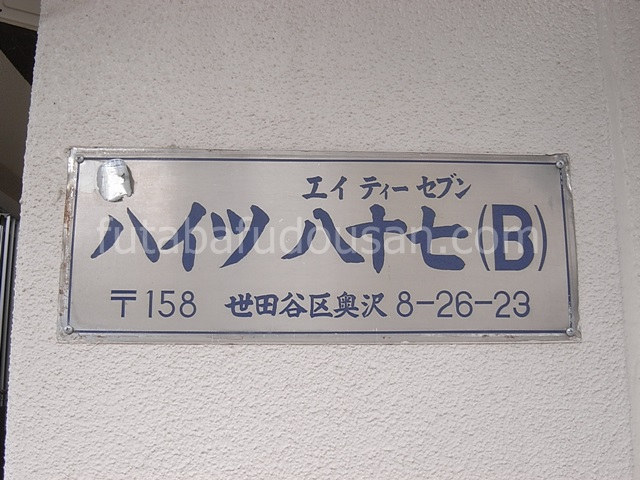 エイティー セブン
ハイツ 八十七(B)
〒158 世田谷区奥沢 8-26-23
futabafudousan.com